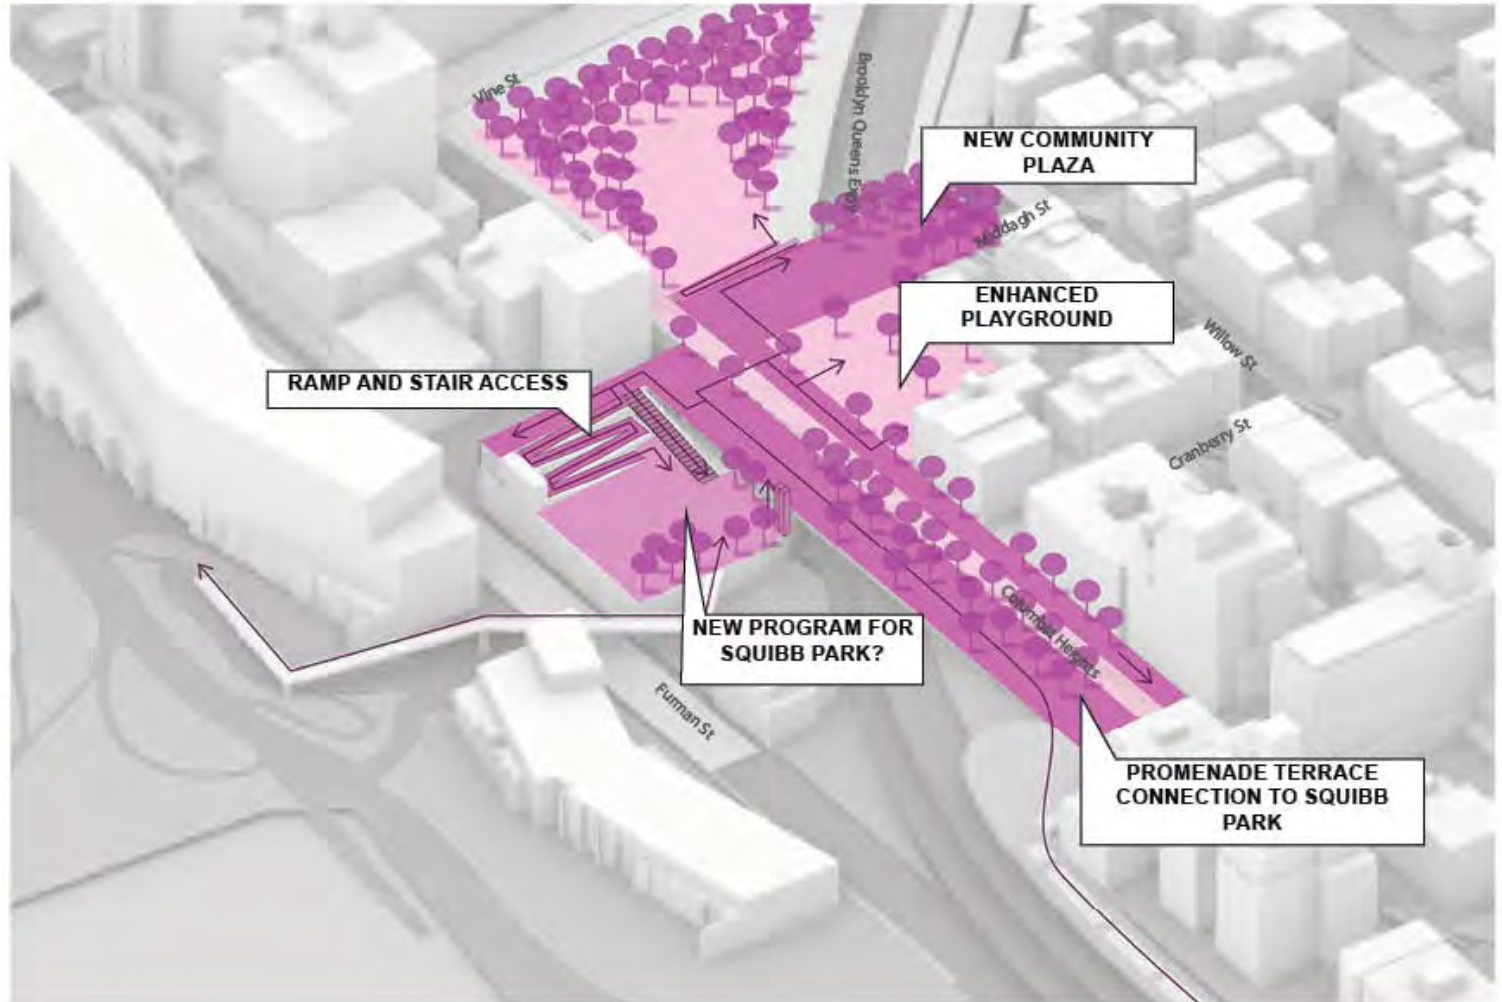 Vine St
Brooklyn Queens Expy
NEW COMMUNITY
PLAZA
Middagh St
ENHANCED
PLAYGROUND
Willow St
RAMP AND STAIR ACCESS
Cranberry St
NEW PROGRAM FOR
SQUIBB PARK?
Columbia Heights
Furman St
PROMENADE TERRACE
CONNECTION TO SQUIBB
PARK